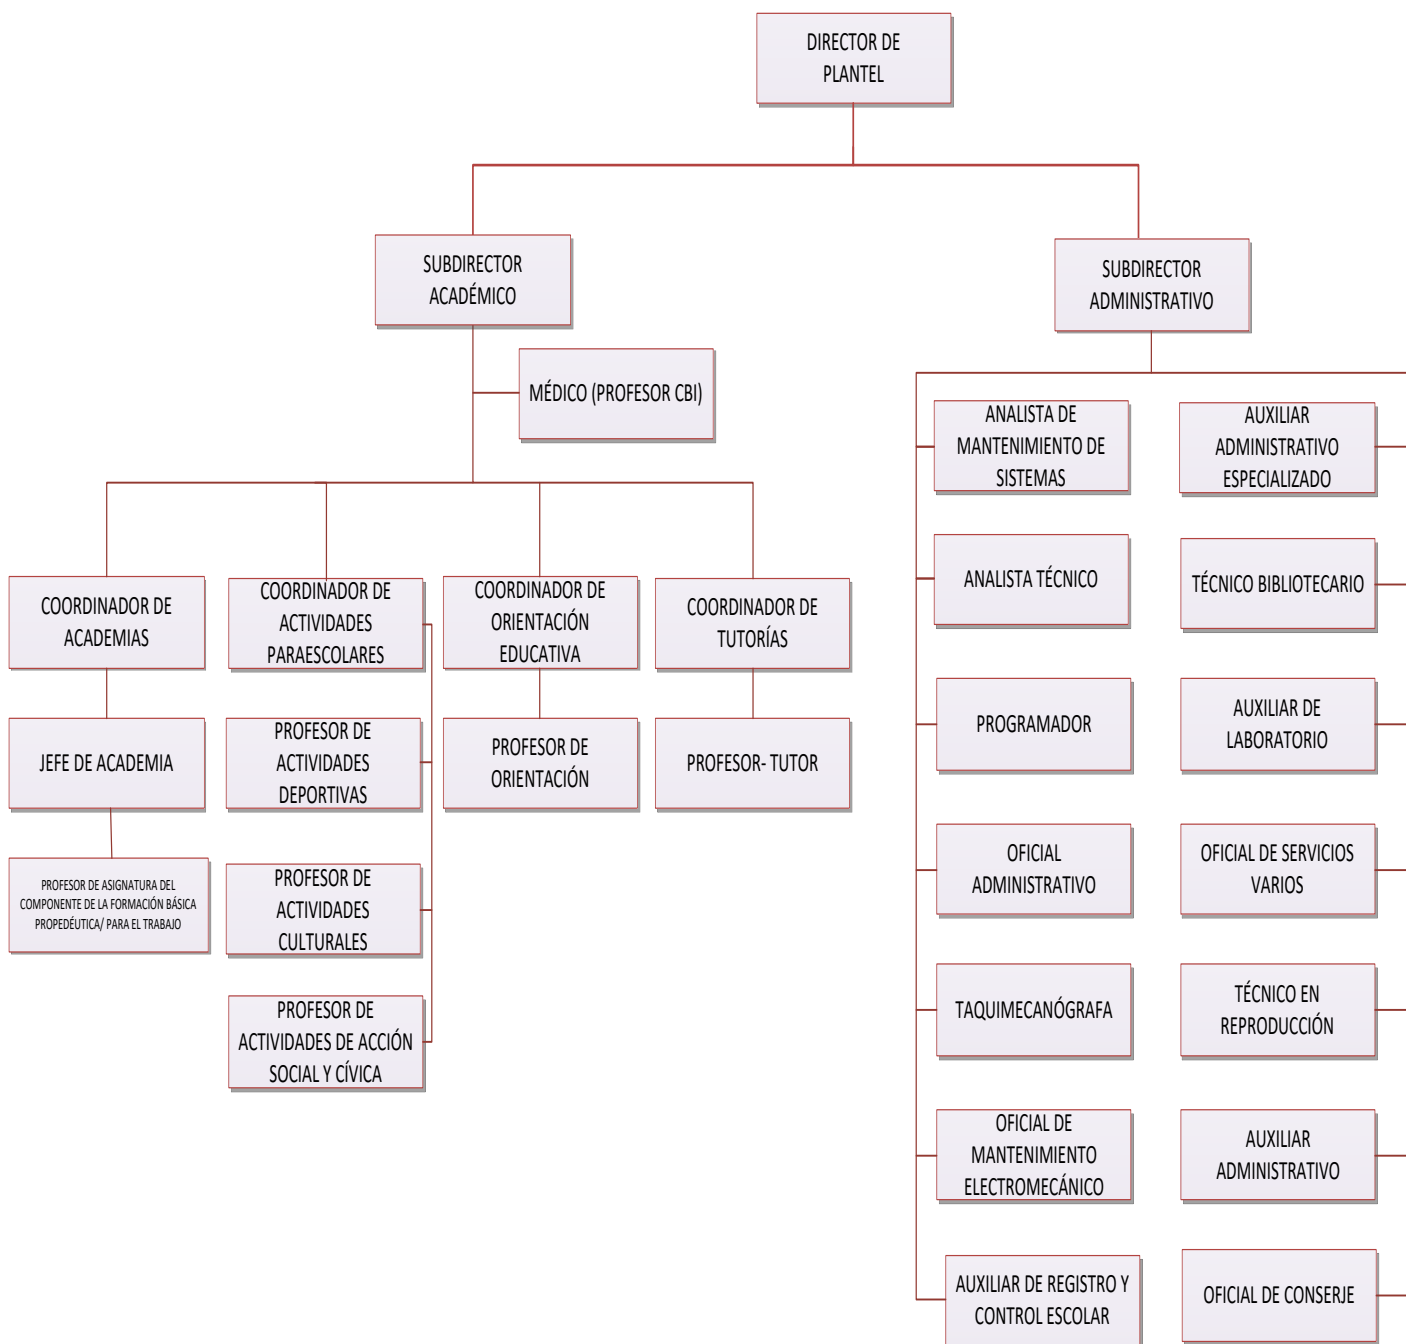 DIRECTOR DE
PLANTEL
SUBDIRECTOR
ACADÉMICO
SUBDIRECTOR
ADMINISTRATIVO
MÉDICO (PROFESOR CBI)
COORDINADOR DE
ACADEMIAS
JEFE DE ACADEMIA
PROFESOR DE ASIGNATURA DEL
COMPONENTE DE LA FORMACIÓN BÁSICA
PROPEDÉUTICA/ PARA EL TRABAJO
COORDINADOR DE
ACTIVIDADES
PARAESCOLARES
PROFESOR DE
ACTIVIDADES
DEPORTIVAS
PROFESOR DE
ACTIVIDADES
CULTURALES
PROFESOR DE
ACTIVIDADES DE ACCIÓN
SOCIAL Y CÍVICA
COORDINADOR DE
ORIENTACIÓN
EDUCATIVA
PROFESOR DE
ORIENTACIÓN
COORDINADOR DE
TUTORÍAS
PROFESOR- TUTOR
ANALISTA DE
MANTENIMIENTO DE
SISTEMAS
ANALISTA TÉCNICO
PROGRAMADOR
OFICIAL
ADMINISTRATIVO
TAQUIMECANÓGRAFA
OFICIAL DE
MANTENIMIENTO
ELECTROMECÁNICO
AUXILIAR DE REGISTRO Y
CONTROL ESCOLAR
AUXILIAR
ADMINISTRATIVO
ESPECIALIZADO
TÉCNICO BIBLIOTECARIO
AUXILIAR DE
LABORATORIO
OFICIAL DE SERVICIOS
VARIOS
TÉCNICO EN
REPRODUCCIÓN
AUXILIAR
ADMINISTRATIVO
OFICIAL DE CONSERJE